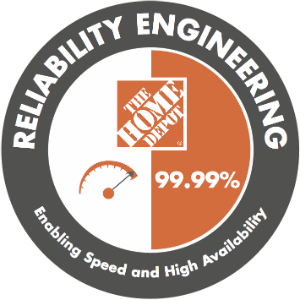 RELIABILITY ENGINEERING
THE
HOME
DEPOT
99.99%
Enabling Speed and High Availability